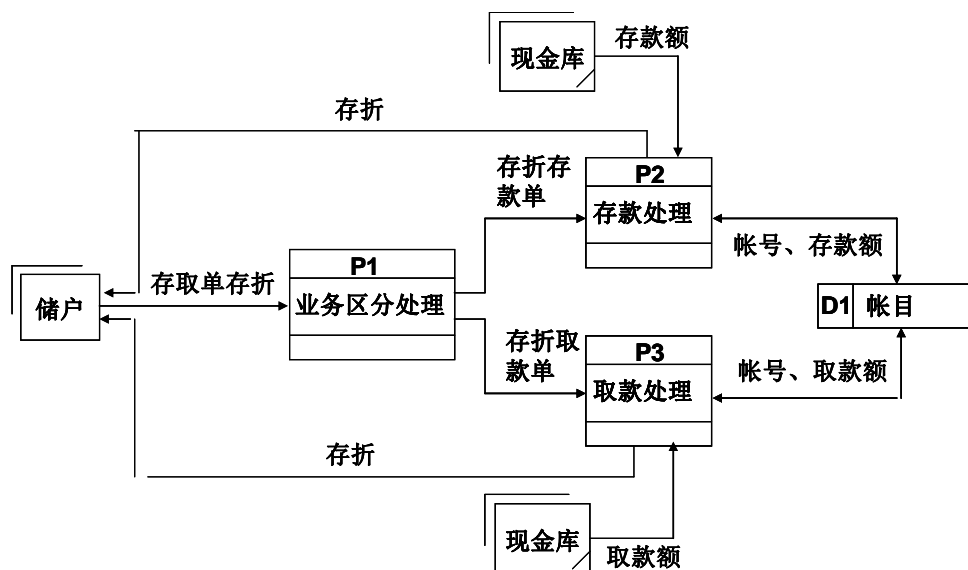 现金库
存款额
存折
P2
存折存
款单
存款处理
帐号、存款额
P1
存取单存折
业务区分处理
储户
D1
帐目
存折取
款单
P3
取款处理
帐号、取款额
存折
现金库
取款额